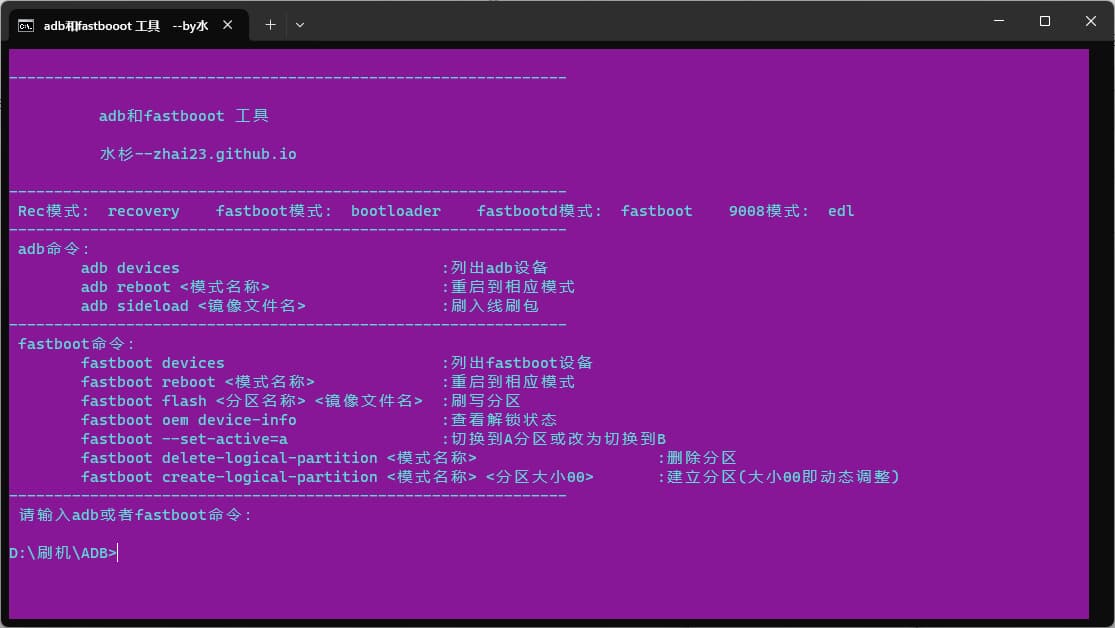 adb和fastbooot 工具   --by水
--------------------------------------------------------------
adb和fastbooot 工具
水杉--zhai23.github.io
--------------------------------------------------------------
Rec模式:  recovery    fastboot模式:  bootloader    fastbootd模式:  fastboot    9008模式:  edl
--------------------------------------------------------------
adb命令:
adb devices                             :列出adb设备
adb reboot <模式名称>                   :重启到相应模式
adb sideload <镜像文件名>               :刷入线刷包
--------------------------------------------------------------
fastboot命令:
fastboot devices                        :列出fastboot设备
fastboot reboot <模式名称>              :重启到相应模式
fastboot flash <分区名称> <镜像文件名>  :刷写分区
fastboot oem device-info                :查看解锁状态
fastboot --set-active=a                 :切换到A分区或改为切换到B
fastboot delete-logical-partition <模式名称>                    :删除分区
fastboot create-logical-partition <模式名称> <分区大小00>       :建立分区(大小00即动态调整)
--------------------------------------------------------------
请输入adb或者fastboot命令:
D:\刷机\ADB>